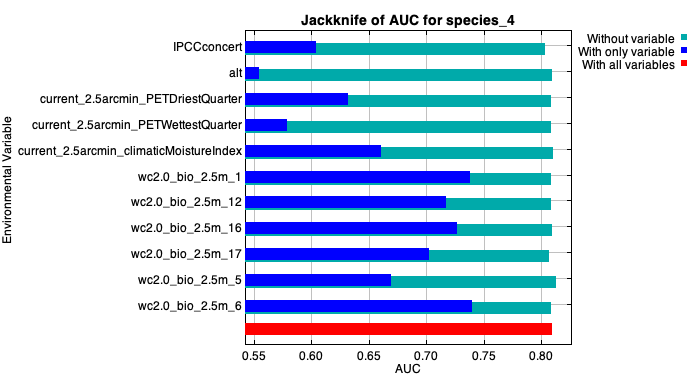 Jackknife of AUC for species_4
Without variable
With only variable
With all variables
Environmental Variable
IPCCconcert
alt
current_2.5arcmin_PETDriestQuarter
current_2.5arcmin_PETWettestQuarter
current_2.5arcmin_climaticMoistureIndex
wc2.0_bio_2.5m_1
wc2.0_bio_2.5m_12
wc2.0_bio_2.5m_16
wc2.0_bio_2.5m_17
wc2.0_bio_2.5m_5
wc2.0_bio_2.5m_6
0.55 0.60 0.65 0.70 0.75 0.80
AUC